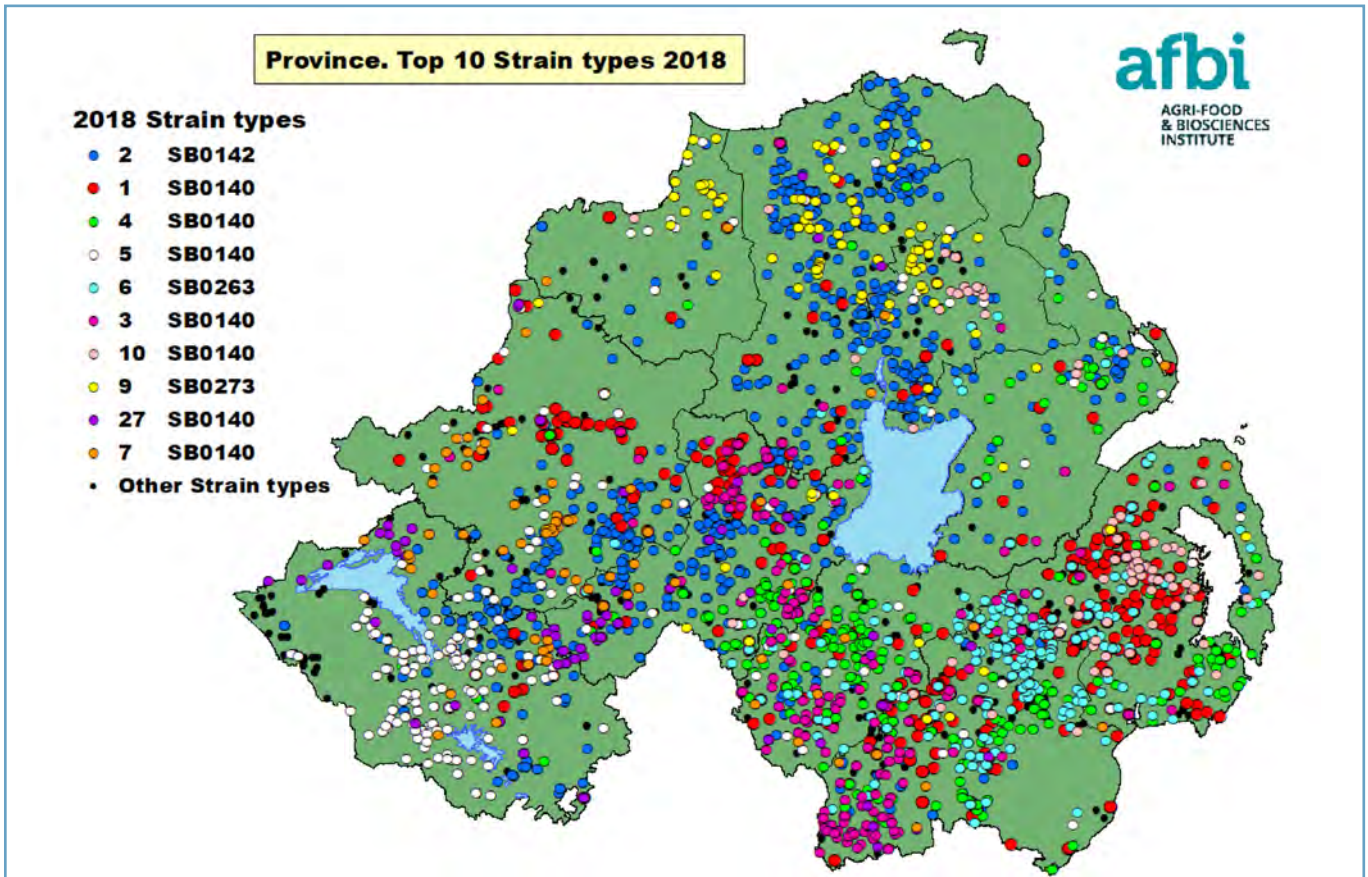 Province. Top 10 Strain types 2018
afbi
AGRI-FOOD
& BIOSCIENCES
INSTITUTE
2018 Strain types
2 SB0142
1 SB0140
4 SB0140
5 SB0140
6 SB0263
3 SB0140
10 SB0140
9 SB0273
27 SB0140
7 SB0140
Other Strain types